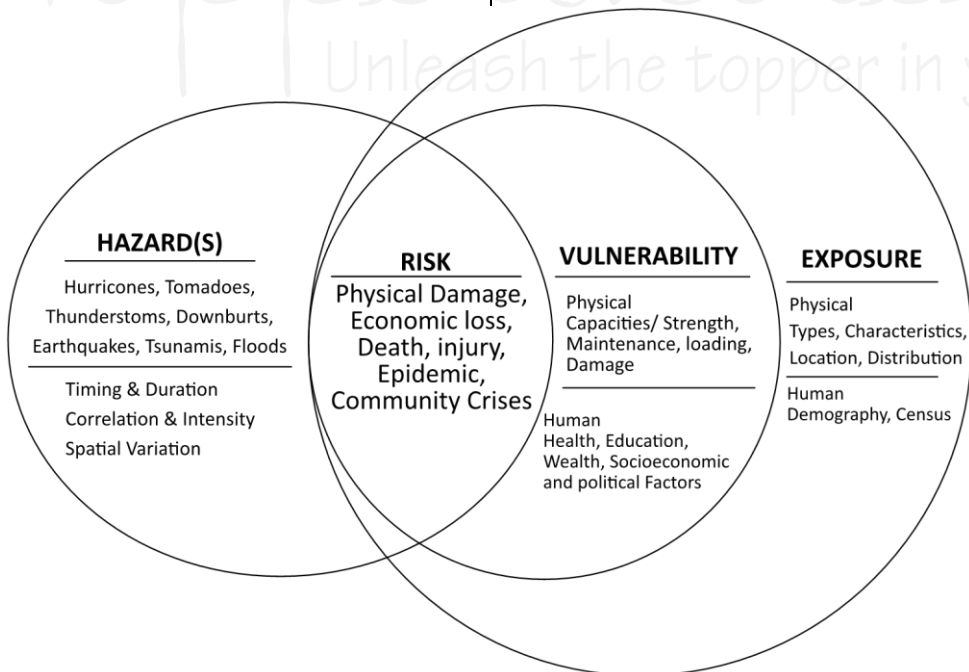 Unleash the topper in y
HAZARD(S)
Hurricones, Tomadoes,
Thunderstoms, Downburts,
Earthquakes, Tsunamis, Floods
Timing & Duration
Correlation & Intensity
Spatial Variation
RISK
Physical Damage,
Economic loss,
Death, injury,
Epidemic,
Community Crises
VULNERABILITY
Physical
Capacities/ Strength,
Maintenance, loading,
Damage
Human
Health, Education,
Wealth, Socioeconomic
and political Factors
EXPOSURE
Physical
Types, Characteristics,
Location, Distribution
Human
Demography, Census